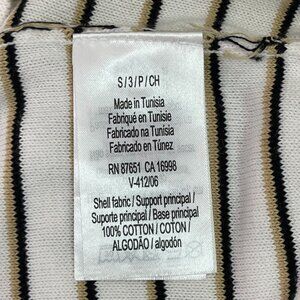 S/3/P/CH
Made in Tunisia
Fabriqué en Tunisie
Fabricado na Tunísia
Fabricado en Túnez
RN 87651 CA 16998
V-412/06
Shell fabric / Support principal /
Suporte principal / Base principal
100% COTTON / COTON /
ALGODÃO / algodón